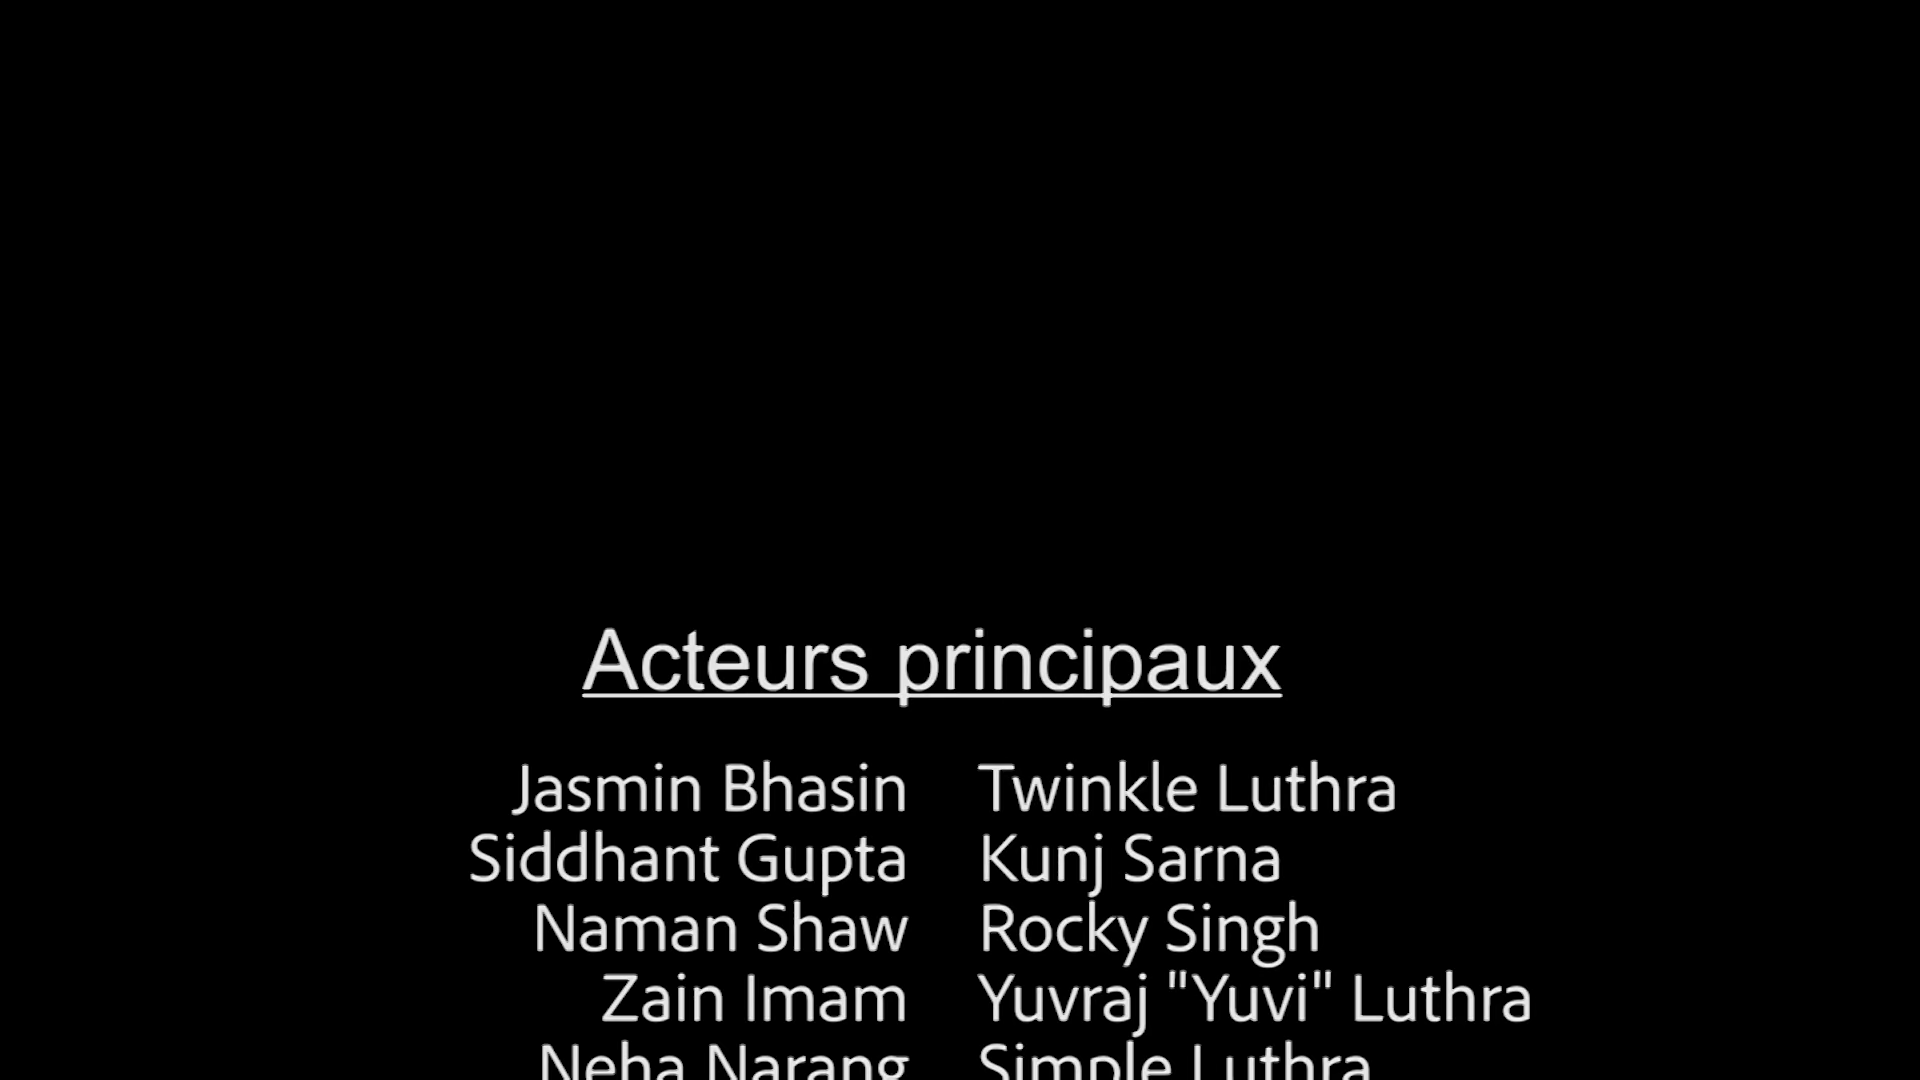 Acteurs principaux
Jasmin Bhasin Twinkle Luthra
Siddhant Gupta Kunj Sarna
Naman Shaw Rocky Singh
Zain Imam Yuvraj "Yuvi" Luthra
Neha Narang Simple Luthra